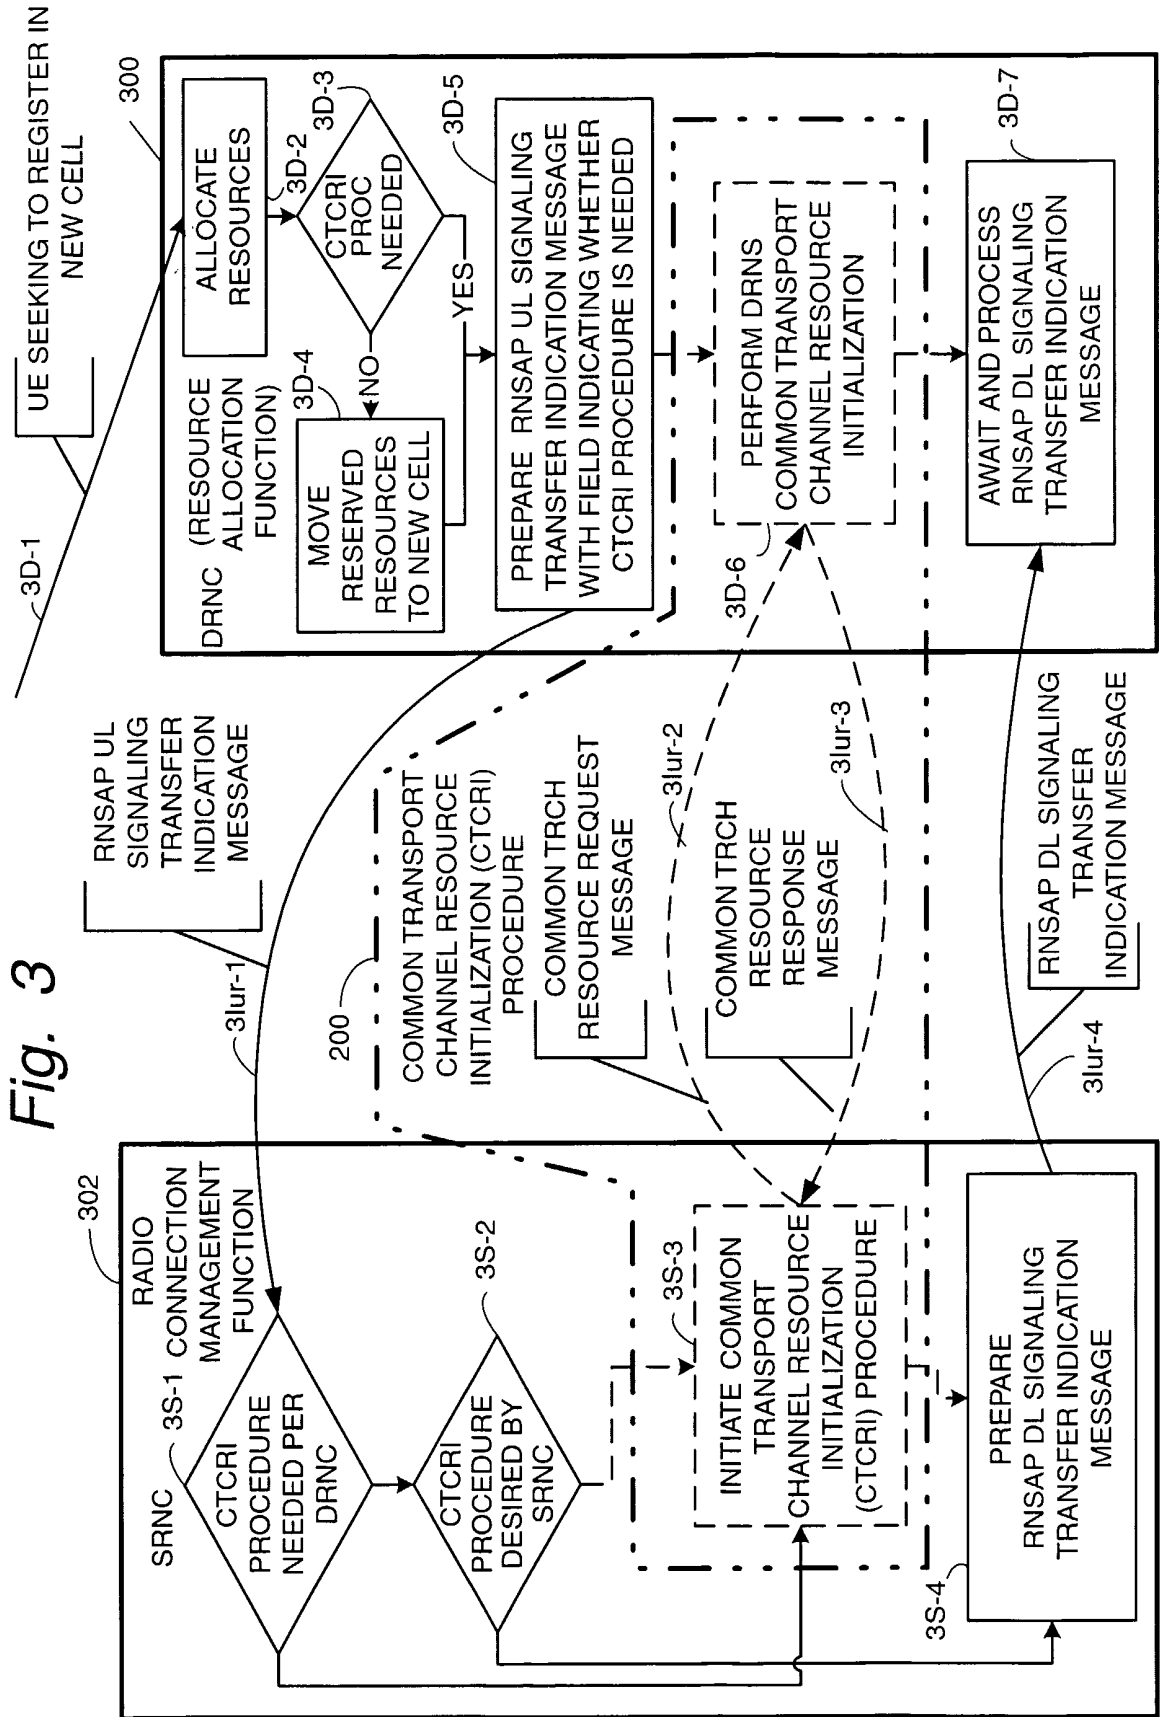 Fig. 3
302
SRNC
RADIO
CONNECTION
MANAGEMENT
FUNCTION
3S-1
CTCRI
PROCEDURE
NEEDED PER
DRNC
3S-2
CTCRI
PROCEDURE
DESIRED BY
SRNC
3S-3
INITIATE COMMON
TRANSPORT
CHANNEL RESOURCE
INITIALIZATION
(CTCRI) PROCEDURE
3S-4
PREPARE
RNSAP DL SIGNALING
TRANSFER INDICATION
MESSAGE
3Iur-1
RNSAP UL
SIGNALING
TRANSFER
INDICATION
MESSAGE
200
COMMON TRANSPORT
CHANNEL RESOURCE
INITIALIZATION (CTCRI)
PROCEDURE
COMMON TRCH
RESOURCE REQUEST
MESSAGE
3Iur-2
COMMON TRCH
RESOURCE
RESPONSE
MESSAGE
3Iur-3
3Iur-4
RNSAP DL SIGNALING
TRANSFER
INDICATION MESSAGE
3D-1
UE SEEKING TO REGISTER IN
NEW CELL
300
DRNC (RESOURCE
ALLOCATION
FUNCTION)
ALLOCATE
RESOURCES
3D-2
CTCRI
PROC
NEEDED
3D-3
NO
YES
3D-4
MOVE
RESERVED
RESOURCES
TO NEW CELL
3D-5
PREPARE RNSAP UL SIGNALING
TRANSFER INDICATION MESSAGE
WITH FIELD INDICATING WHETHER
CTCRI PROCEDURE IS NEEDED
3D-6
PERFORM DRNS
COMMON TRANSPORT
CHANNEL RESOURCE
INITIALIZATION
3D-7
AWAIT AND PROCESS
RNSAP DL SIGNALING
TRANSFER INDICATION
MESSAGE